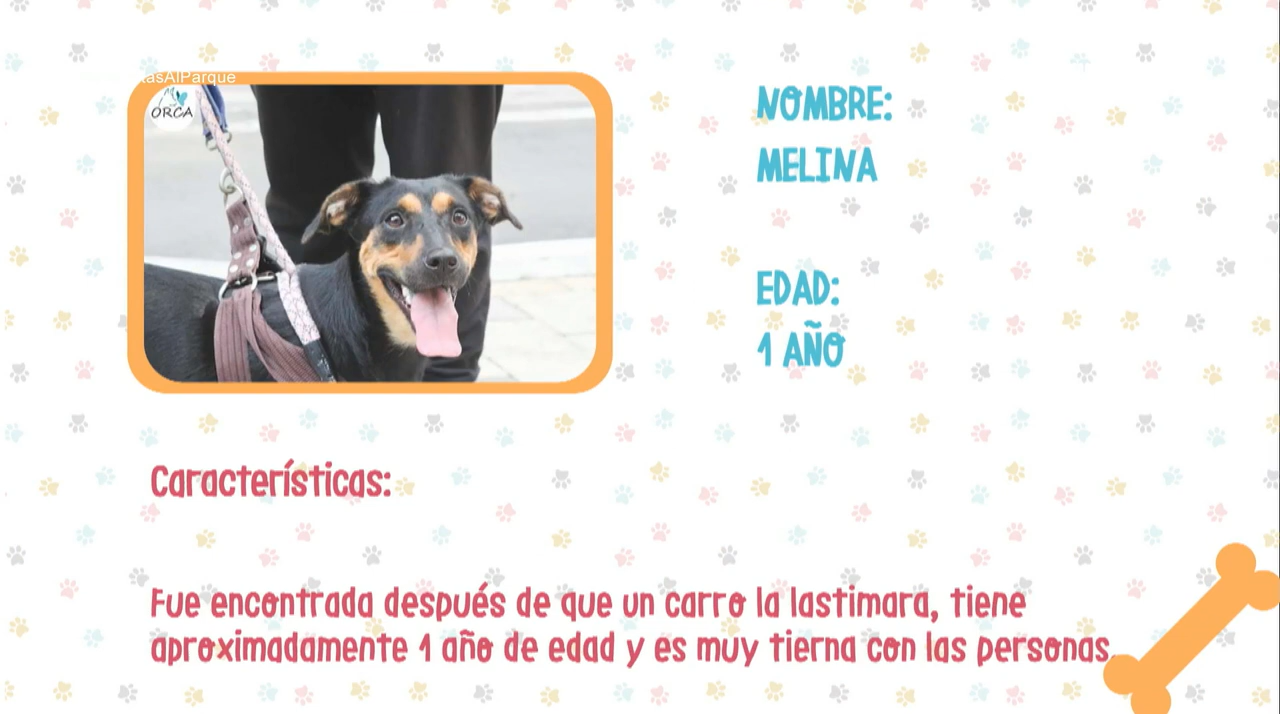 ORCA
NOMBRE:
MELINA
EDAD:
1 AÑO
Características:
Fue encontrada después de que un carro la lastimara, tiene
aproximadamente 1 año de edad y es muy tierna con las personas.